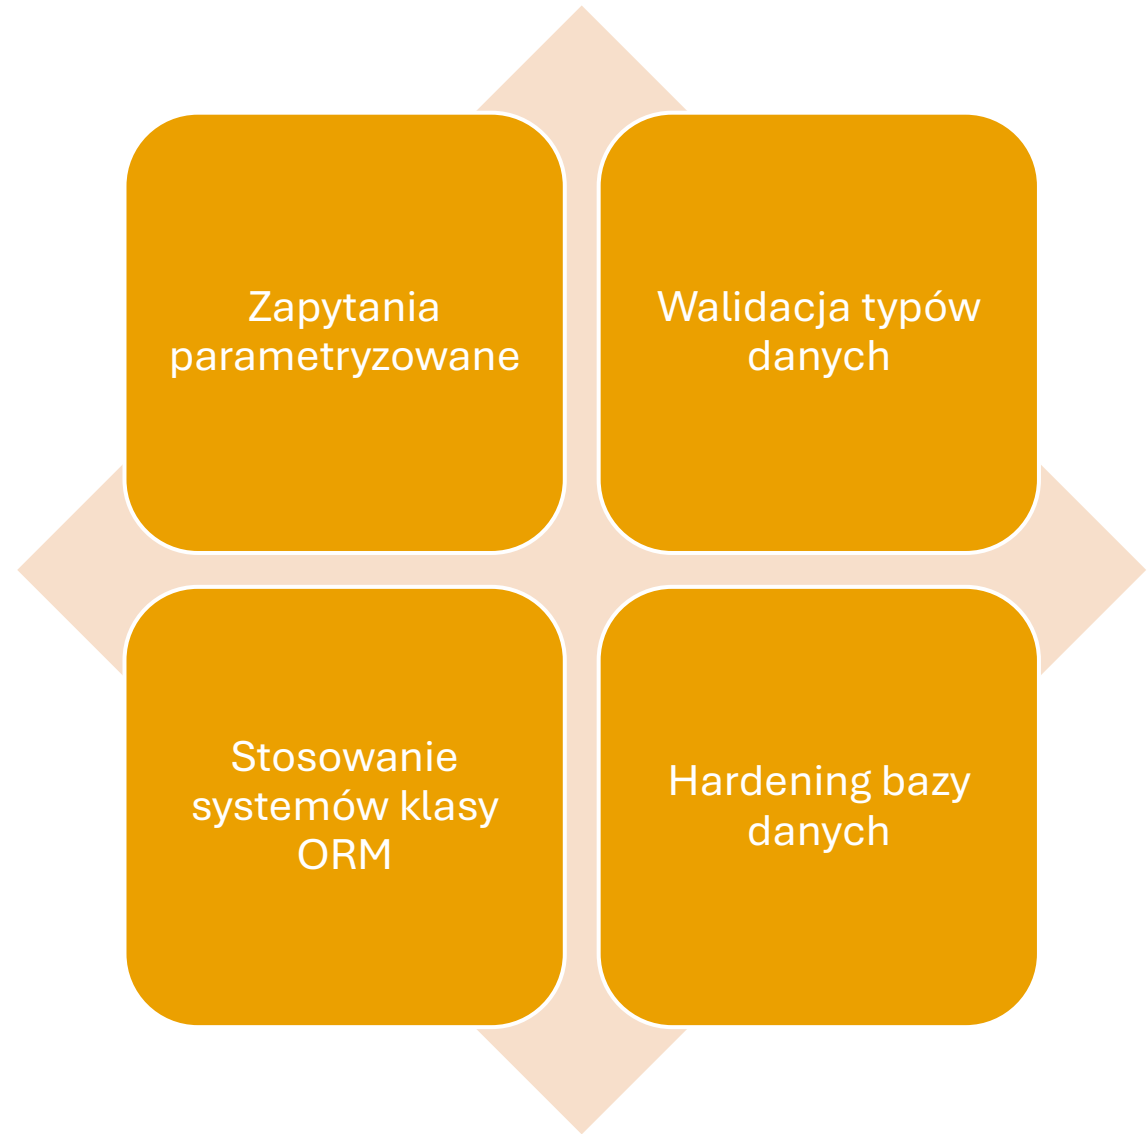 Zapytania
parametryzowane
Walidacja typów
danych
Stosowanie
systemów klasy
ORM
Hardening bazy
danych